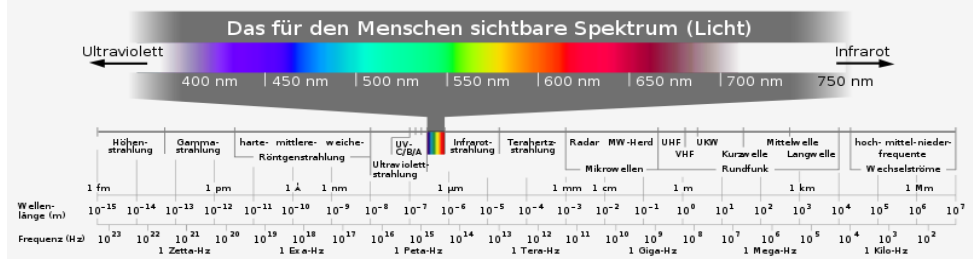 Das für den Menschen sichtbare Spektrum (Licht)
Ultraviolett Infrarot
400 nm 450 nm 500 nm 550 nm 600 nm 650 nm 700 nm 750 nm
Höhen- Gamma- harte- mittlere- weiche- UV- Infrarot- Terahertz- Radar MW-Herd UHF UKW Mittelwelle hoch- mittel- nieder-
strahlung strahlung Röntgenstrahlung C/B/A strahlung strahlung VHF Kurzwelle Langwelle frequente
Ultraviolett- Mikrowellen Rundfunk Wechselströme
strahlung
1 fm 1 pm 1 Å 1 nm 1 µm 1 mm 1 cm 1 m 1 km 1 Mm
Wellen-
länge (m) 10⁻¹⁵ 10⁻¹⁴ 10⁻¹³ 10⁻¹² 10⁻¹¹ 10⁻¹⁰ 10⁻⁹ 10⁻⁸ 10⁻⁷ 10⁻⁶ 10⁻⁵ 10⁻⁴ 10⁻³ 10⁻² 10⁻¹ 10⁰ 10¹ 10² 10³ 10⁴ 10⁵ 10⁶ 10⁷
Frequenz (Hz) 10²³ 10²² 10²¹ 10²⁰ 10¹⁹ 10¹⁸ 10¹⁷ 10¹⁶ 10¹⁵ 10¹⁴ 10¹³ 10¹² 10¹¹ 10¹⁰ 10⁹ 10⁸ 10⁷ 10⁶ 10⁵ 10⁴ 10³ 10²
1 Zetta-Hz 1 Exa-Hz 1 Peta-Hz 1 Tera-Hz 1 Giga-Hz 1 Mega-Hz 1 Kilo-Hz